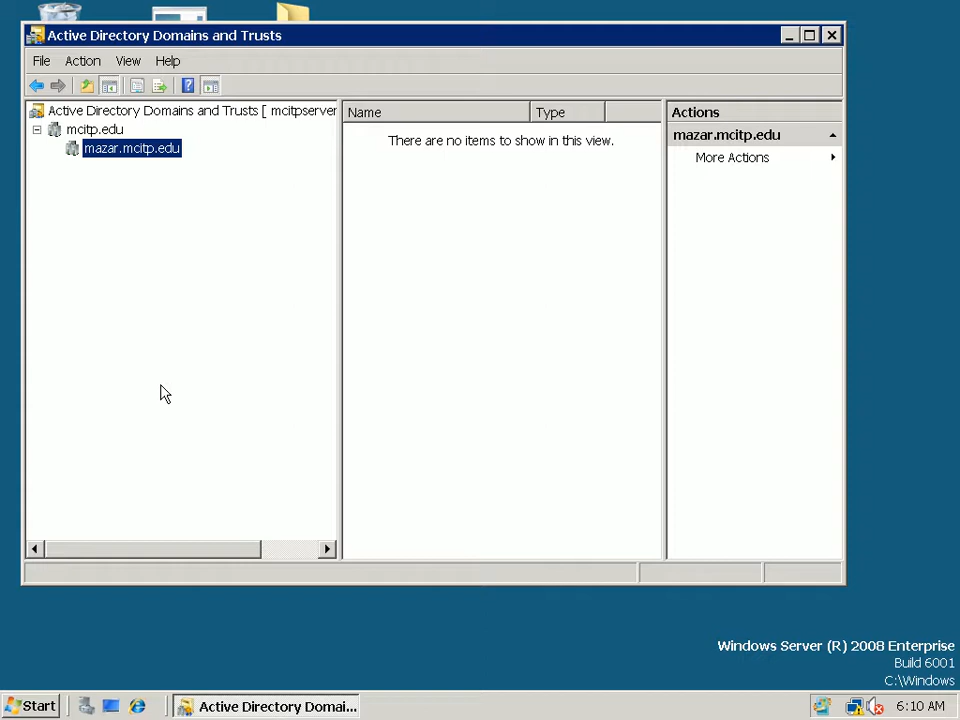 Active Directory Domains and Trusts
File Action View Help
Active Directory Domains and Trusts [ mcitpserver
mcitp.edu
mazar.mcitp.edu
Name Type
There are no items to show in this view.
Actions
mazar.mcitp.edu
More Actions
Windows Server (R) 2008 Enterprise
Build 6001
C:\Windows
Start
Active Directory Domai...
6:10 AM